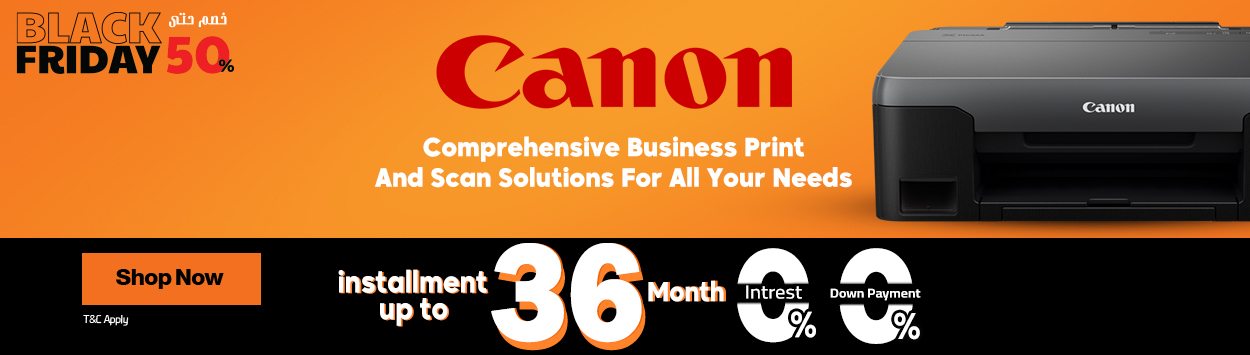 BLACK
FRIDAY
خصم حتى
50%
Canon
Comprehensive Business Print
And Scan Solutions For All Your Needs
Canon
Shop Now
T&C Apply
installment
up to
36
Month
0%
Intrest
0%
Down Payment